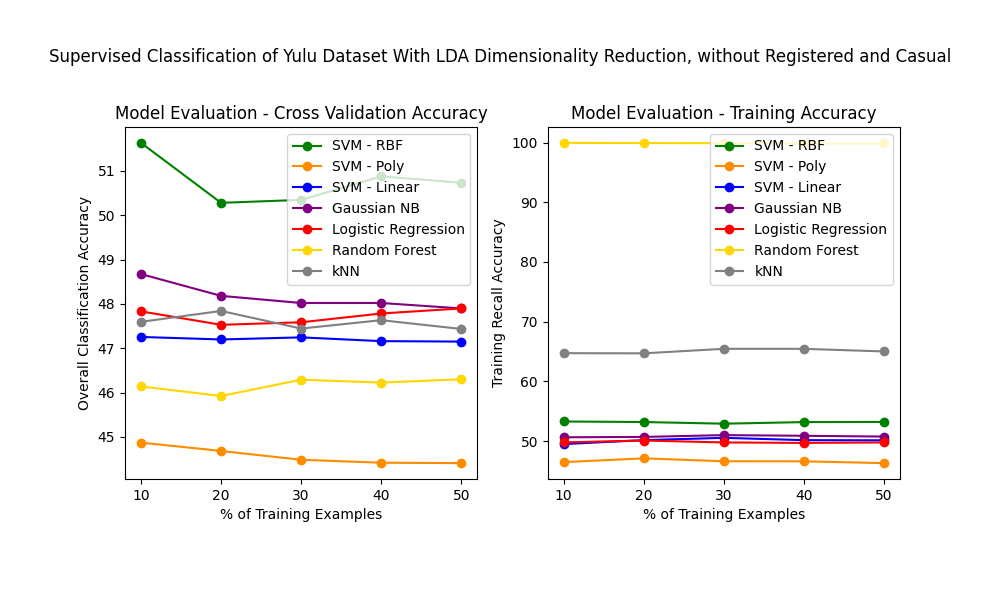 Supervised Classification of Yulu Dataset With LDA Dimensionality Reduction, without Registered and Casual
Model Evaluation - Cross Validation Accuracy
Overall Classification Accuracy
51
50
49
48
47
46
45
10 20 30 40 50
% of Training Examples
SVM - RBF
SVM - Poly
SVM - Linear
Gaussian NB
Logistic Regression
Random Forest
kNN
Model Evaluation - Training Accuracy
Training Recall Accuracy
100
90
80
70
60
50
10 20 30 40 50
% of Training Examples
SVM - RBF
SVM - Poly
SVM - Linear
Gaussian NB
Logistic Regression
Random Forest
kNN